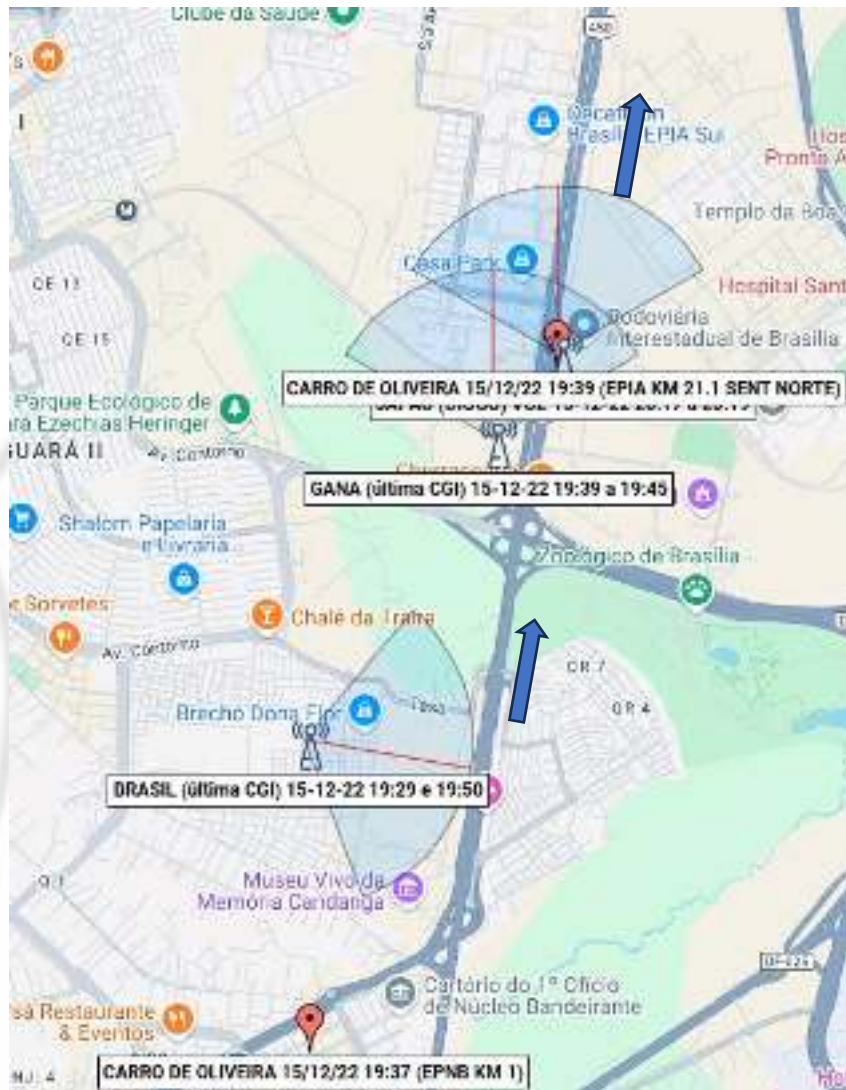 Clube da Saúde
450
I
Decathlon
Brasília EPIA Sul
Pronto A
Templo da Boa
Casa Park
Hospital Sant
QE 13
QE 15
Rodoviária
Interestadual de Brasília
CARRO DE OLIVEIRA 15/12/22 19:39 (EPIA KM 21.1 SENT NORTE)
Parque Ecológico de
Ezechias Heringer
GUARÁ II
Av. Contorno
GANA (última CGI) 15-12-22 19:39 a 19:45
Shalom Papelaria
e Livraria
Zoológico de Brasília
Sorvetes
Chalé da Traíra
Av. Contorno
QR 7
QR 4
Brechó Dona Flor
BRASIL (última CGI) 15-12-22 19:29 e 19:50
Museu Vivo da
Memória Candanga
Cartório do 1º Ofício
de Núcleo Bandeirante
Restaurante
& Eventos
CARRO DE OLIVEIRA 15/12/22 19:37 (EPNB KM 1)